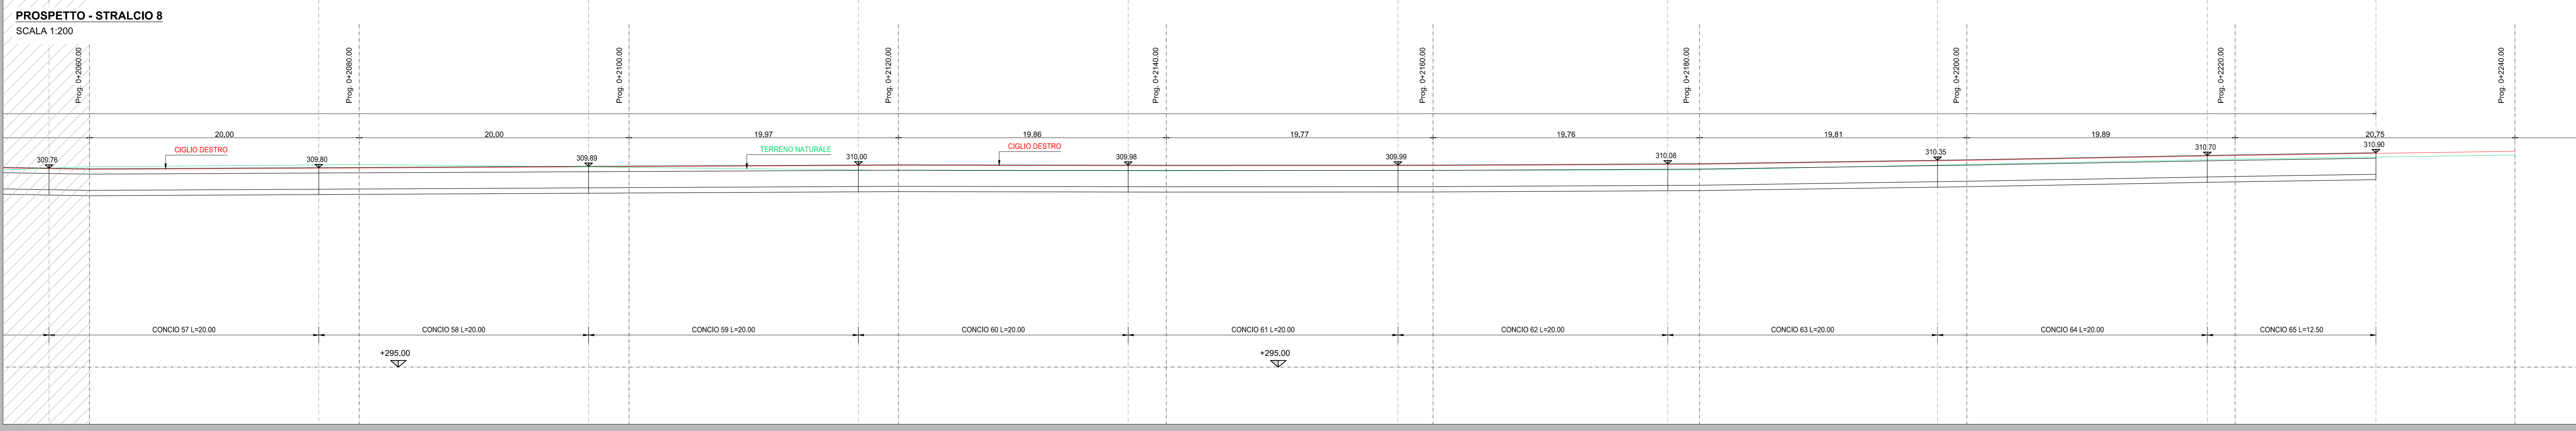 PROSPETTO - STRALCIO 8
SCALA 1:200
Prog. 0+2060.00
Prog. 0+2080.00
Prog. 0+2100.00
Prog. 0+2120.00
Prog. 0+2140.00
Prog. 0+2160.00
Prog. 0+2180.00
Prog. 0+2200.00
Prog. 0+2220.00
Prog. 0+2240.00
20,00 20,00 19,97 19,86 19,77 19,76 19,81 19,89 20,75
CIGLIO DESTRO TERRENO NATURALE CIGLIO DESTRO
309.76 309.80 309.89 310.00 309.98 309.99 310.08 310.35 310.70 310.90
CONCIO 57 L=20.00 CONCIO 58 L=20.00 CONCIO 59 L=20.00 CONCIO 60 L=20.00 CONCIO 61 L=20.00 CONCIO 62 L=20.00 CONCIO 63 L=20.00 CONCIO 64 L=20.00 CONCIO 65 L=12.50
+295.00 +295.00